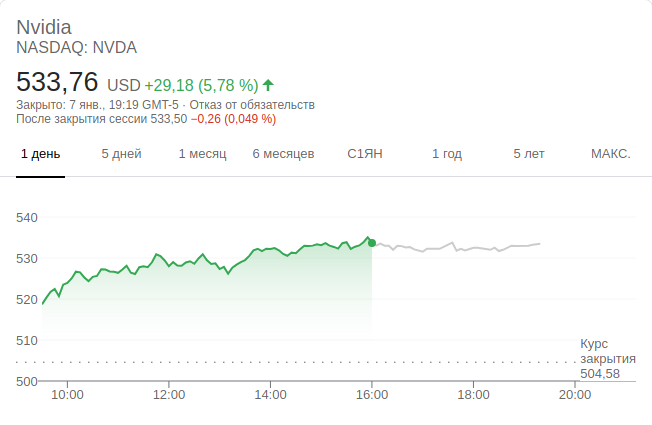 Nvidia
NASDAQ: NVDA
533,76 USD +29,18 (5,78 %)
Закрыто: 7 янв., 19:19 GMT-5 · Отказ от обязательств
После закрытия сессии 533,50 −0,26 (0,049 %)
1 день 5 дней 1 месяц 6 месяцев С1ЯН 1 год 5 лет МАКС.
540
530
520
510
Курс
закрытия
504,58
500
10:00 12:00 14:00 16:00 18:00 20:00